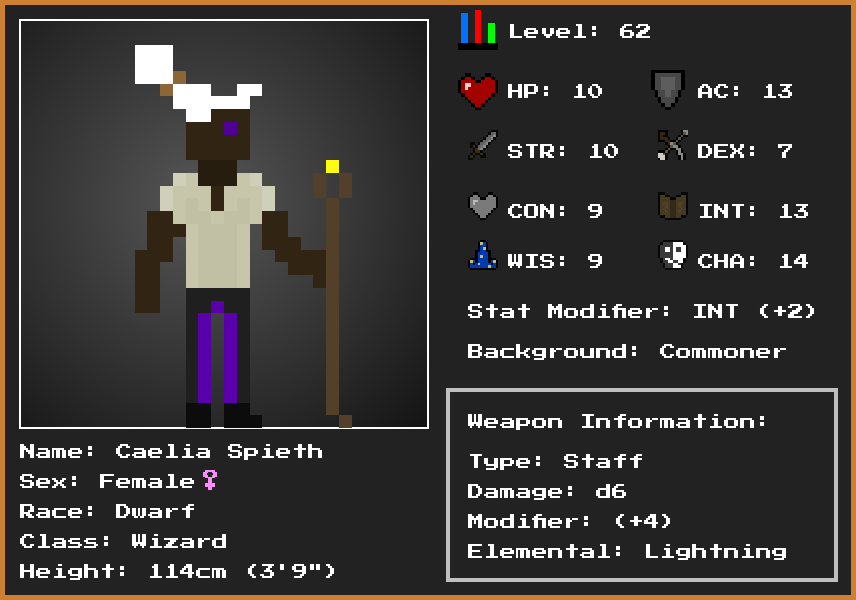 Level: 62
HP: 10
AC: 13
STR: 10
DEX: 7
CON: 9
INT: 13
WIS: 9
CHA: 14
Stat Modifier: INT (+2)
Background: Commoner
Weapon Information:
Type: Staff
Damage: d6
Modifier: (+4)
Elemental: Lightning
Name: Caelia Spieth
Sex: Female♀
Race: Dwarf
Class: Wizard
Height: 114cm (3'9")